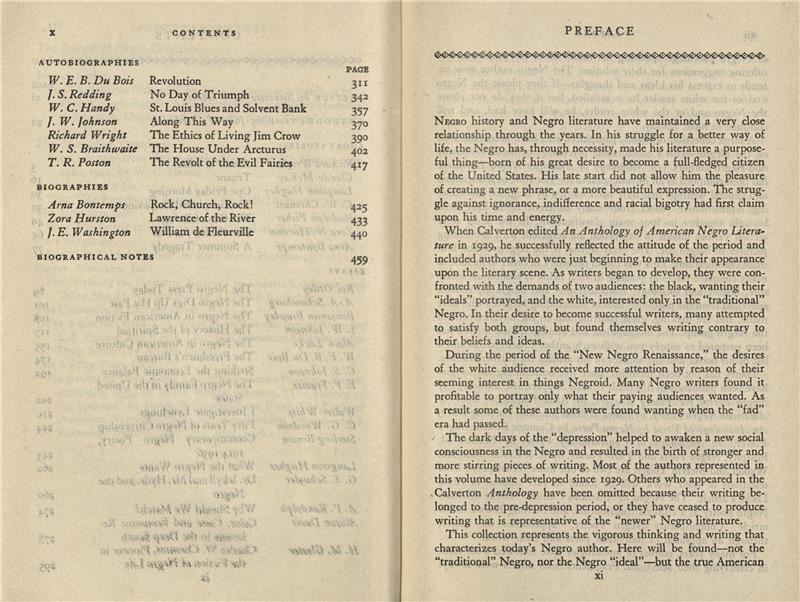 x CONTENTS
AUTOBIOGRAPHIES
PAGE
W. E. B. Du Bois Revolution 311
J. S. Redding No Day of Triumph 342
W. C. Handy St. Louis Blues and Solvent Bank 357
J. W. Johnson Along This Way 370
Richard Wright The Ethics of Living Jim Crow 390
W. S. Braithwaite The House Under Arcturus 402
T. R. Poston The Revolt of the Evil Fairies 417
BIOGRAPHIES
Arna Bontemps Rock, Church, Rock! 425
Zora Hurston Lawrence of the River 433
J. E. Washington William de Fleurville 440
BIOGRAPHICAL NOTES 459
PREFACE
NEGRO history and Negro literature have maintained a very close
relationship through the years. In his struggle for a better way of
life, the Negro has, through necessity, made his literature a purpose-
ful thing—born of his great desire to become a full-fledged citizen
of the United States. His late start did not allow him the pleasure
of creating a new phrase, or a more beautiful expression. The strug-
gle against ignorance, indifference and racial bigotry had first claim
upon his time and energy.
When Calverton edited An Anthology of American Negro Litera-
ture in 1929, he successfully reflected the attitude of the period and
included authors who were just beginning to make their appearance
upon the literary scene. As writers began to develop, they were con-
fronted with the demands of two audiences: the black, wanting their
"ideals" portrayed, and the white, interested only in the "traditional"
Negro. In their desire to become successful writers, many attempted
to satisfy both groups, but found themselves writing contrary to
their beliefs and ideas.
During the period of the "New Negro Renaissance," the desires
of the white audience received more attention by reason of their
seeming interest in things Negroid. Many Negro writers found it
profitable to portray only what their paying audiences wanted. As
a result some of these authors were found wanting when the "fad"
era had passed.
The dark days of the "depression" helped to awaken a new social
consciousness in the Negro and resulted in the birth of stronger and
more stirring pieces of writing. Most of the authors represented in
this volume have developed since 1929. Others who appeared in the
Calverton Anthology have been omitted because their writing be-
longed to the pre-depression period, or they have ceased to produce
writing that is representative of the "newer" Negro literature.
This collection represents the vigorous thinking and writing that
characterizes today's Negro author. Here will be found—not the
"traditional" Negro, nor the Negro "ideal"—but the true American
xi